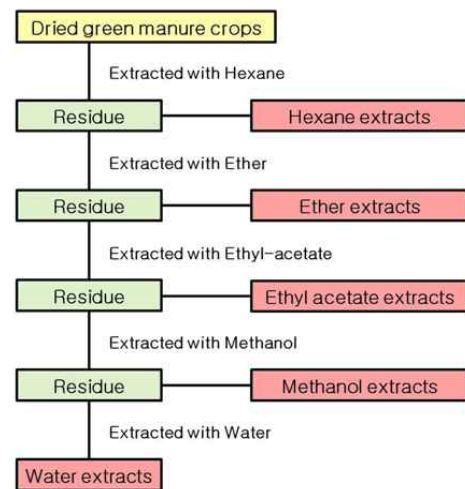 Dried green manure crops
Extracted with Hexane
Residue
Hexane extracts
Extracted with Ether
Residue
Ether extracts
Extracted with Ethyl-acetate
Residue
Ethyl acetate extracts
Extracted with Methanol
Residue
Methanol extracts
Extracted with Water
Water extracts